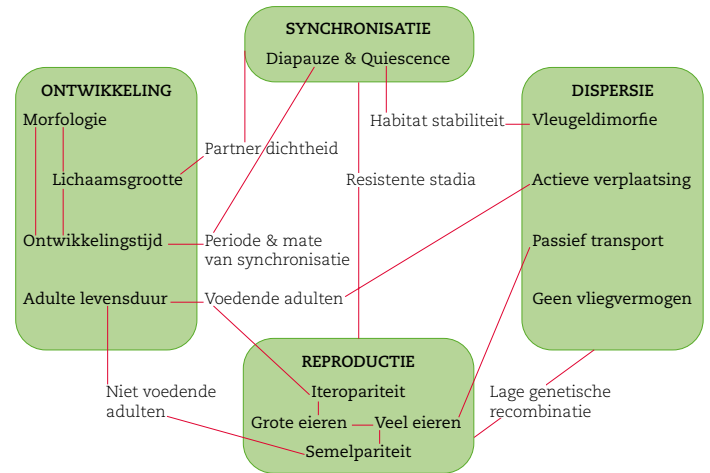 SYNCHRONISATIE
Diapauze & Quiescence
ONTWIKKELING
Morfologie
Lichaamsgrootte
Ontwikkelingstijd
Adulte levensduur
DISPERSIE
Vleugeldimorfie
Actieve verplaatsing
Passief transport
Geen vliegvermogen
Habitat stabiliteit
Partner dichtheid
Resistente stadia
Periode & mate
van synchronisatie
Voedende adulten
REPRODUCTIE
Iteropariteit
Grote eieren
Veel eieren
Semelpariteit
Niet voedende
adulten
Lage genetische
recombinatie